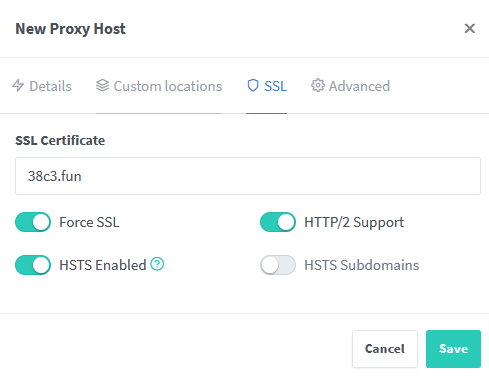 New Proxy Host
Details Custom locations SSL Advanced
SSL Certificate
38c3.fun
Force SSL HTTP/2 Support
HSTS Enabled ? HSTS Subdomains
Cancel Save